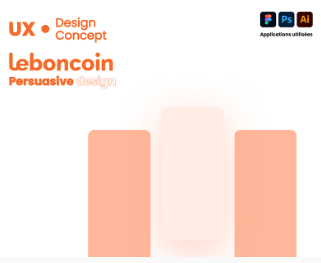 UX • Design
Concept
leboncoin
Persuasive design
Ps Ai
Applications utilisées